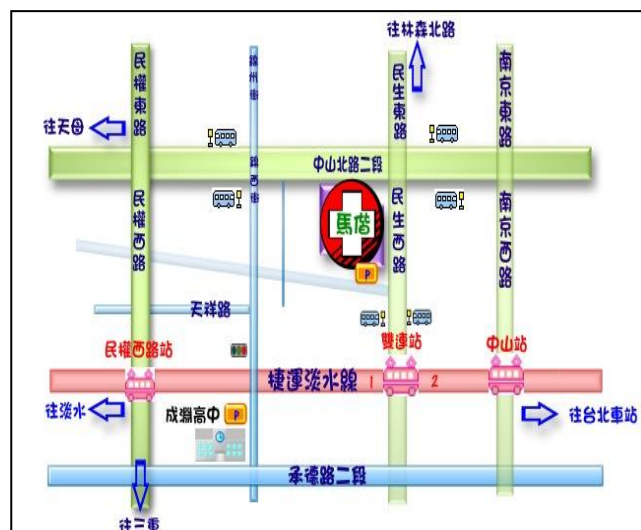 往林森北路
民權東路
錦州街
民生東路
南京東路
往天母
中山北路二段
錦西街
民權西路
馬偕
民生西路
南京西路
P
天祥路
民權西路站
雙連站
中山站
捷運淡水線
1
2
往淡水
成淵高中
P
往台北車站
承德路二段
往三重